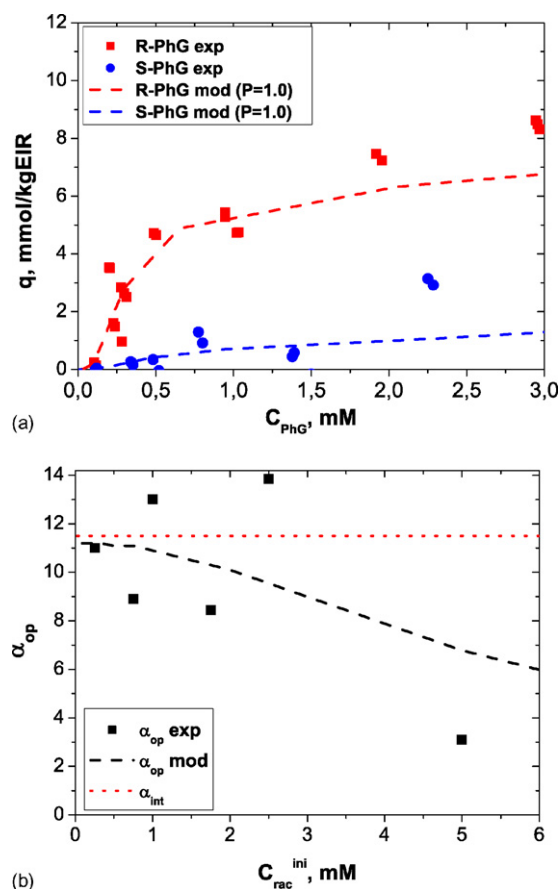 12
10
8
6
4
2
0
q, mmol/kgEIR
R-PhG exp
S-PhG exp
R-PhG mod (P=1.0)
S-PhG mod (P=1.0)
0,0 0,5 1,0 1,5 2,0 2,5 3,0
C_PhG, mM
(a)
14
12
10
8
6
4
2
0
α_op
α_op exp
α_op mod
α_int
0 1 2 3 4 5 6
C_rac^ini, mM
(b)